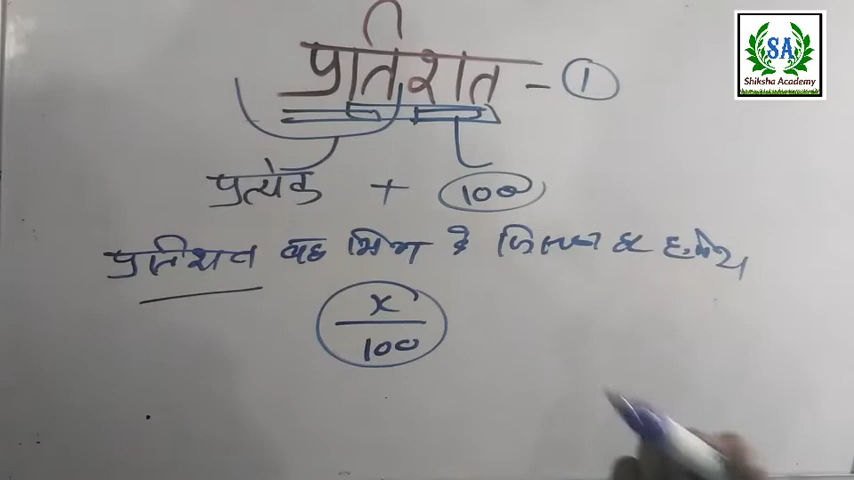 प्रतिशत - 1
SA
Shiksha Academy
प्रत्येक + 100
प्रतिशत वह भिन्न है जिसका हर हमेशा
x
100